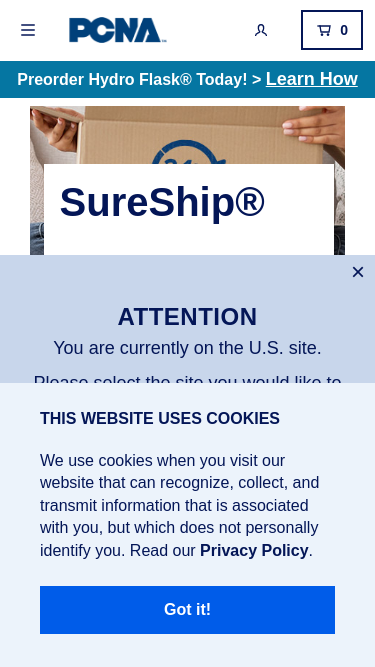 PCNA
0
Preorder Hydro Flask® Today! > Learn How
SureShip®
ATTENTION
You are currently on the U.S. site.
Please select the site you would like to
THIS WEBSITE USES COOKIES
We use cookies when you visit our
website that can recognize, collect, and
transmit information that is associated
with you, but which does not personally
identify you. Read our Privacy Policy.
Got it!